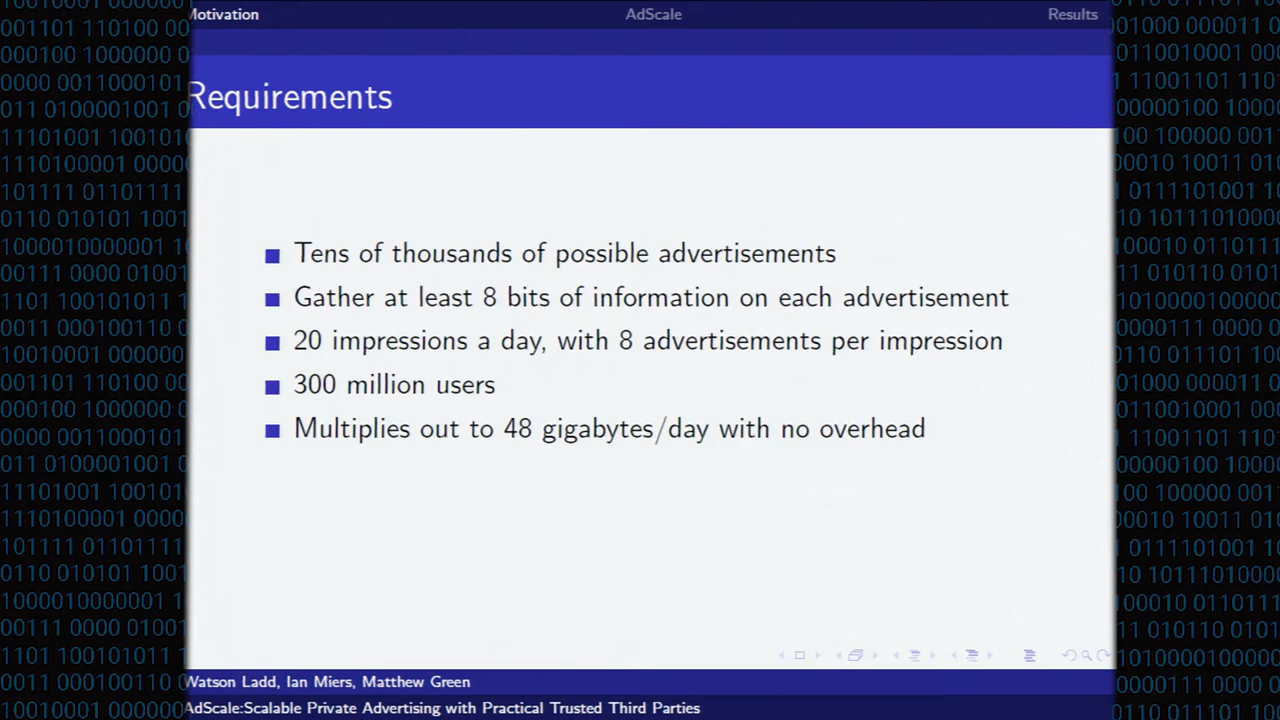 Motivation
AdScale
Results
Requirements
Tens of thousands of possible advertisements
Gather at least 8 bits of information on each advertisement
20 impressions a day, with 8 advertisements per impression
300 million users
Multiplies out to 48 gigabytes/day with no overhead
Watson Ladd, Ian Miers, Matthew Green
AdScale:Scalable Private Advertising with Practical Trusted Third Parties